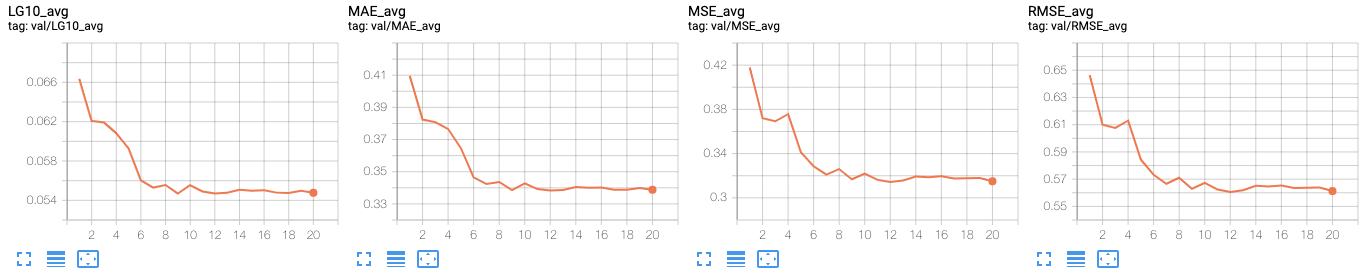 LG10_avg
tag: val/LG10_avg
0.066
0.062
0.058
0.054
2 4 6 8 10 12 14 16 18 20
MAE_avg
tag: val/MAE_avg
0.41
0.39
0.37
0.35
0.33
2 4 6 8 10 12 14 16 18 20
MSE_avg
tag: val/MSE_avg
0.42
0.38
0.34
0.3
2 4 6 8 10 12 14 16 18 20
RMSE_avg
tag: val/RMSE_avg
0.65
0.63
0.61
0.59
0.57
0.55
2 4 6 8 10 12 14 16 18 20